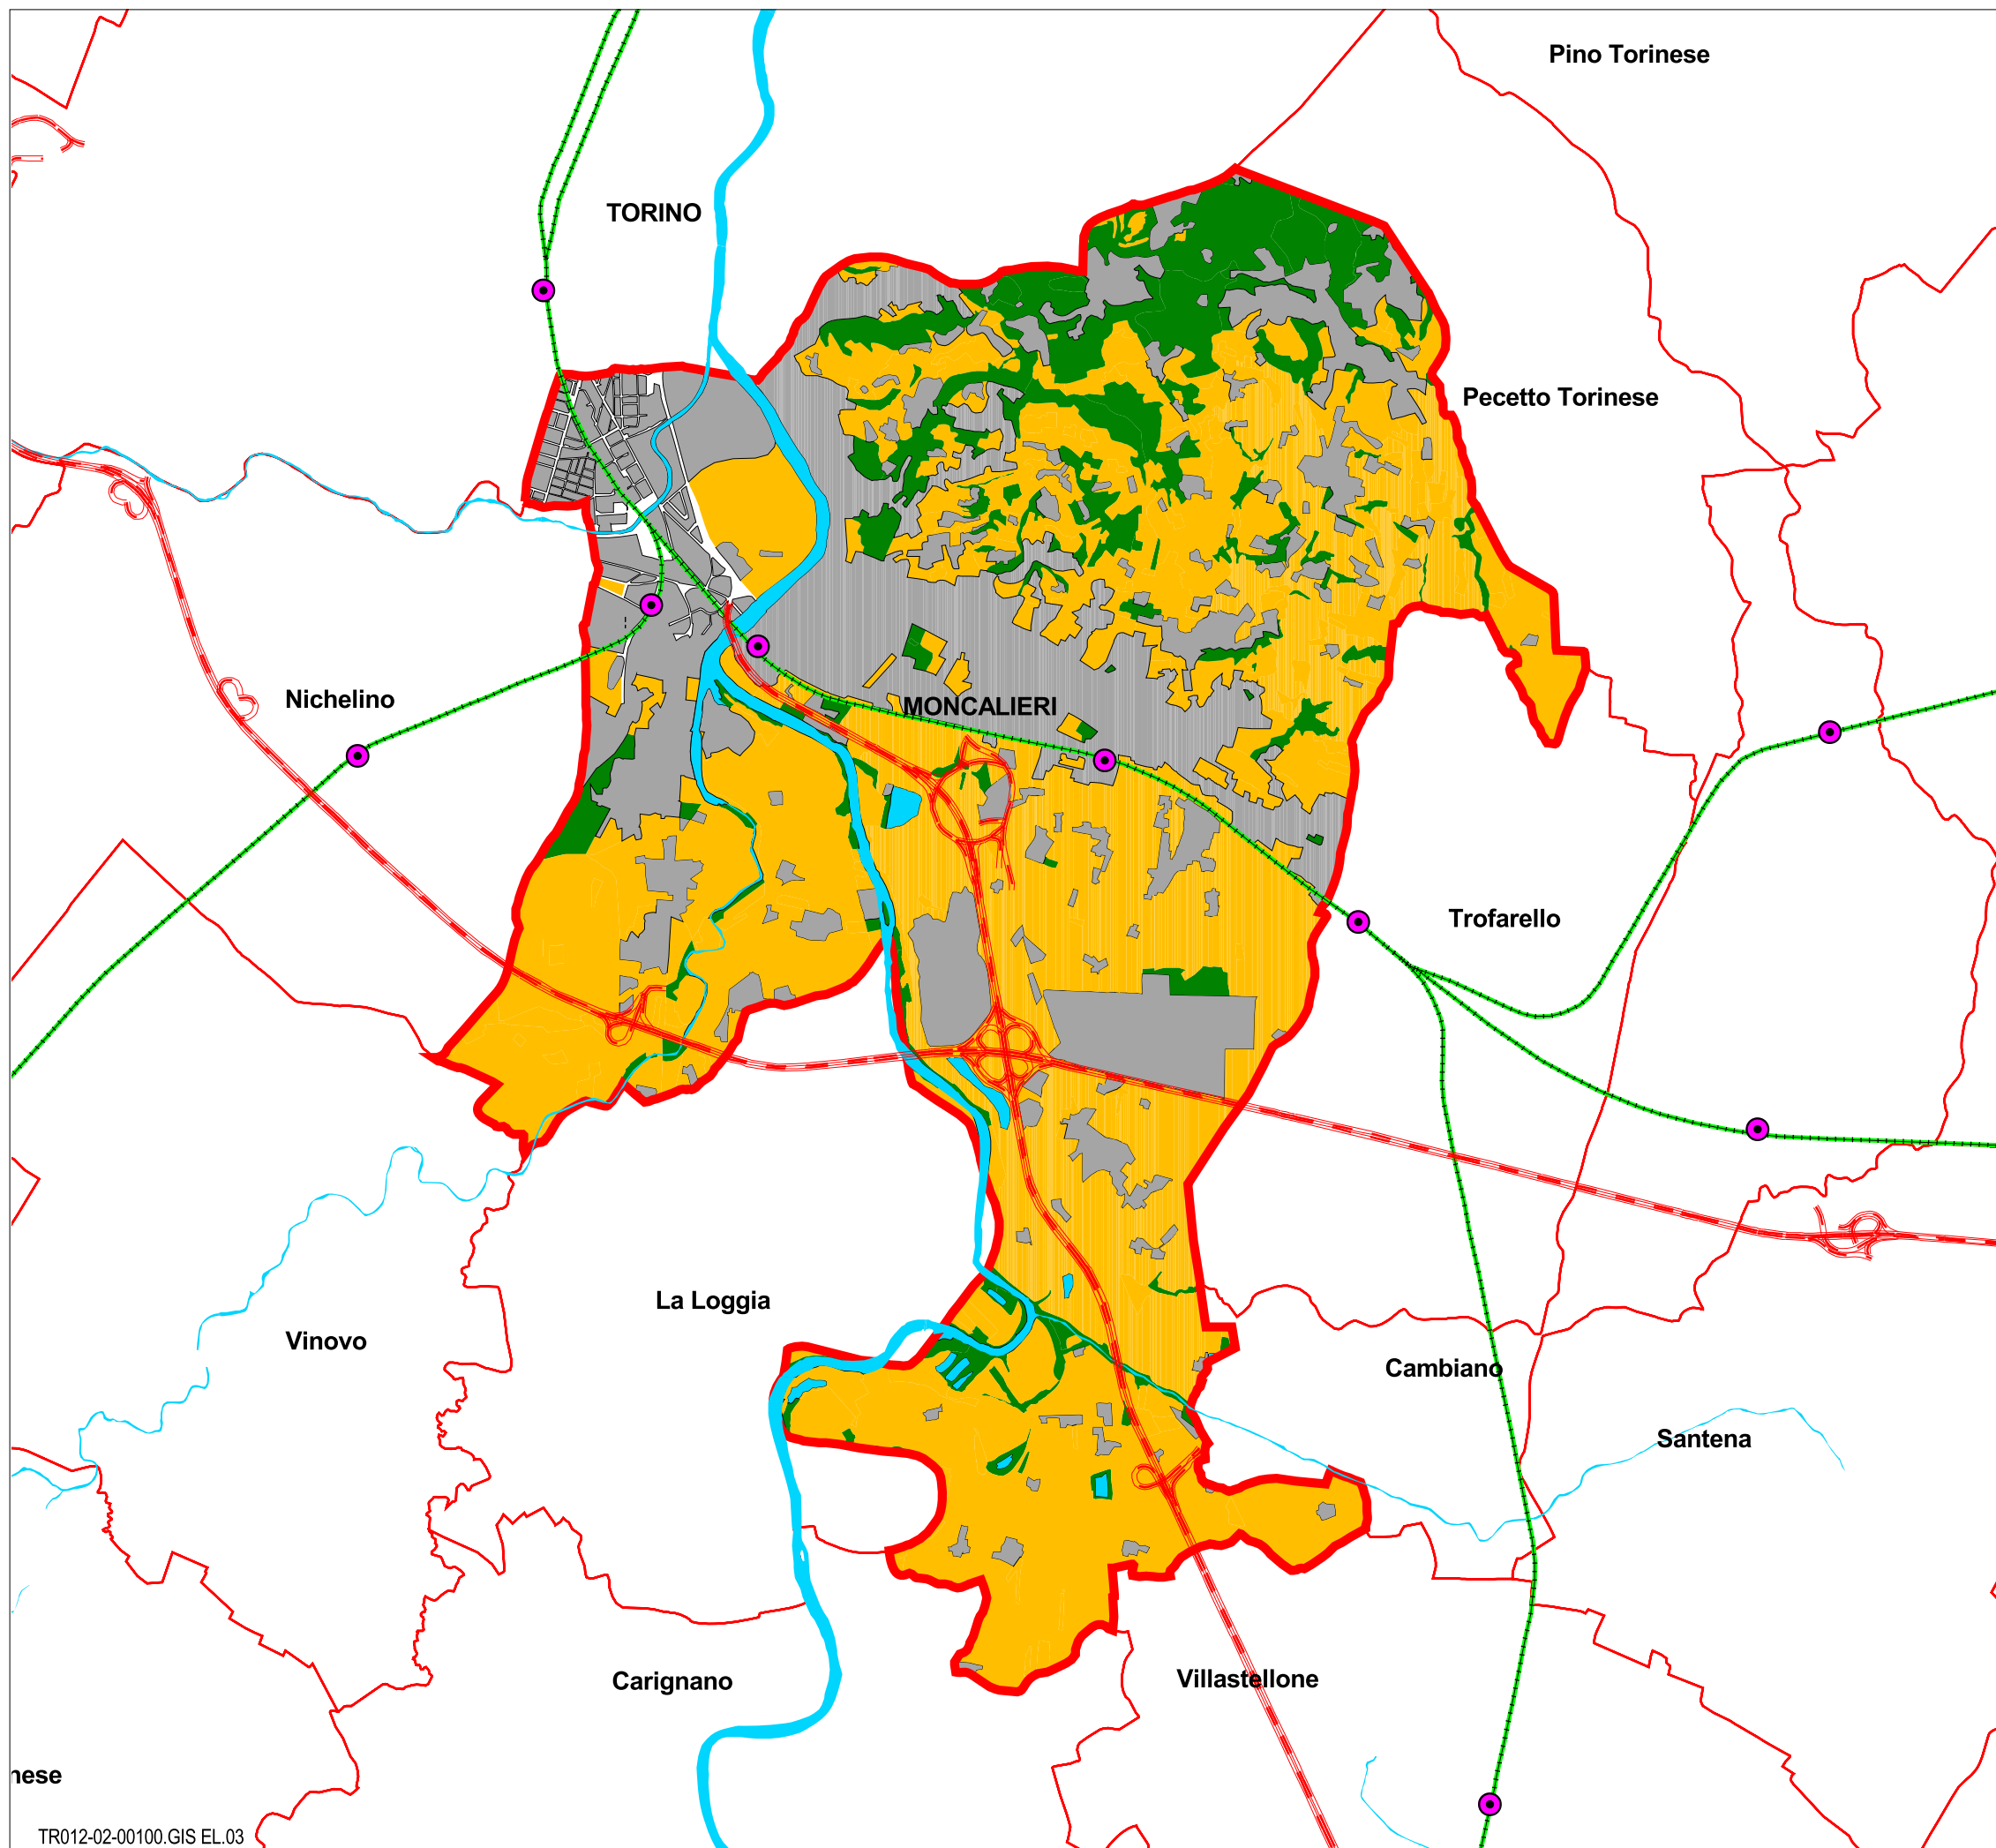 Pino Torinese
TORINO
Pecetto Torinese
Nichelino
MONCALIERI
Trofarello
La Loggia
Vinovo
Cambiano
Santena
Carignano
Villastellone
nese
TR012-02-00100.GIS EL.03